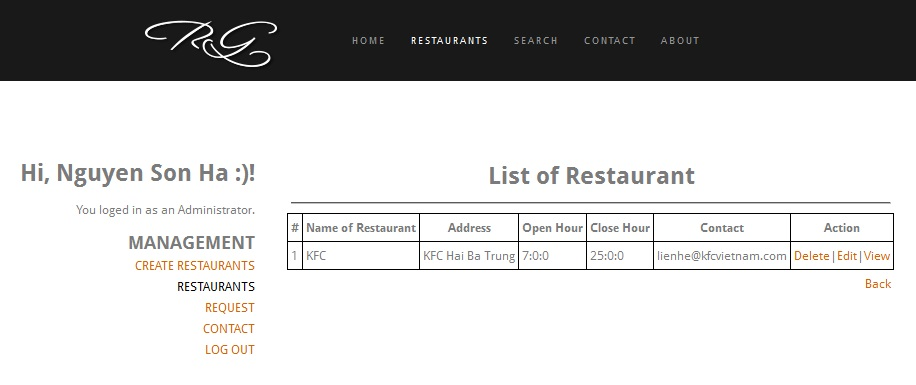 RG
HOME RESTAURANTS SEARCH CONTACT ABOUT
Hi, Nguyen Son Ha :)!
You loged in as an Administrator.
MANAGEMENT
CREATE RESTAURANTS
RESTAURANTS
REQUEST
CONTACT
LOG OUT
List of Restaurant
# Name of Restaurant Address Open Hour Close Hour Contact Action
1 KFC KFC Hai Ba Trung 7:0:0 25:0:0 lienhe@kfcvietnam.com Delete|Edit|View
Back